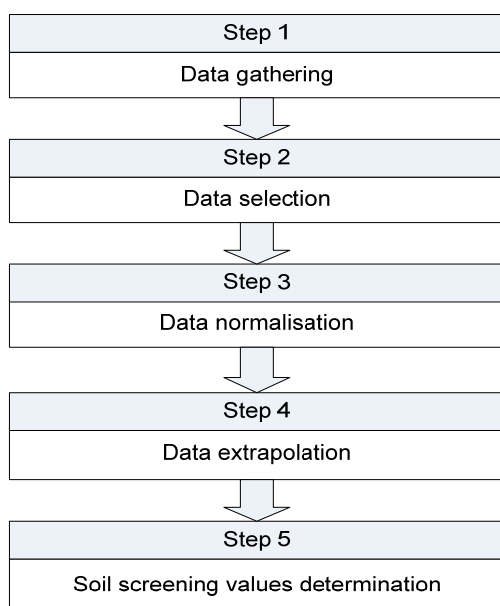 Step 1
Data gathering
Step 2
Data selection
Step 3
Data normalisation
Step 4
Data extrapolation
Step 5
Soil screening values determination